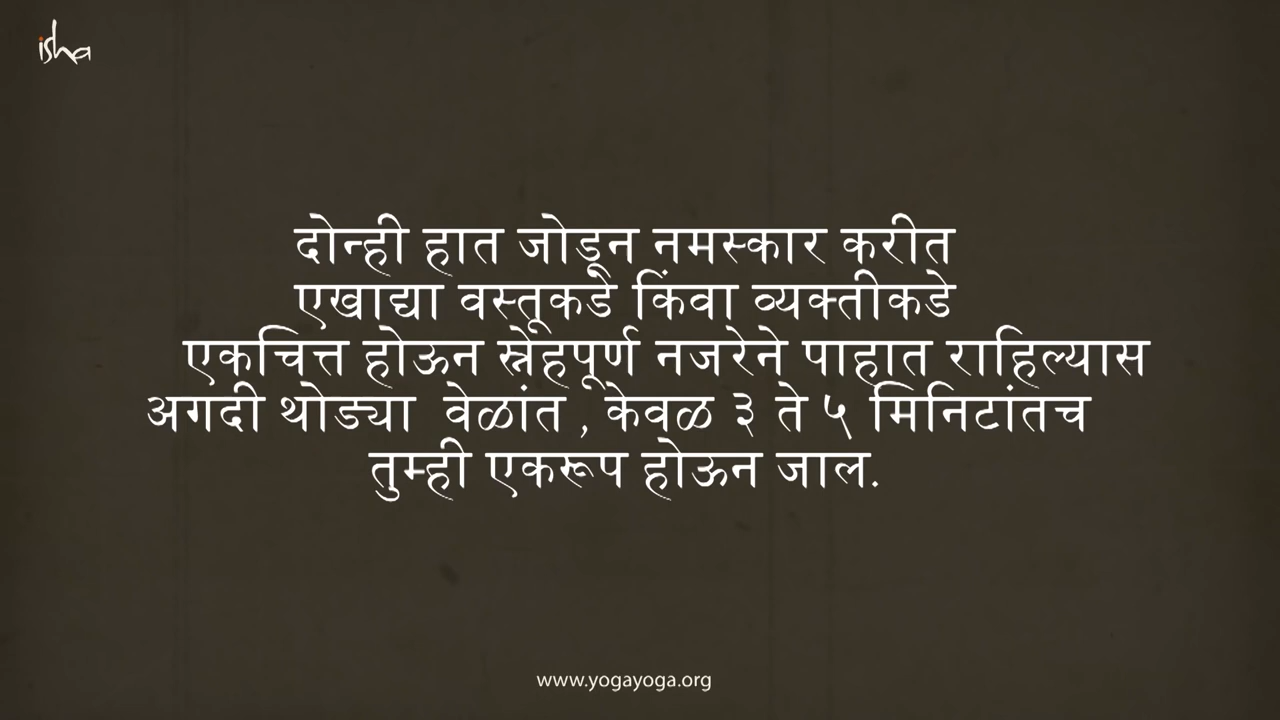 isha
दोन्ही हात जोडून नमस्कार करीत
एखाद्या वस्तूकडे किंवा व्यक्तीकडे
एकचित्त होऊन स्नेहपूर्ण नजरेने पाहात राहिल्यास
अगदी थोड्या वेळांत , केवळ ३ ते ५ मिनिटांतच
तुम्ही एकरूप होऊन जाल.
www.yogayoga.org